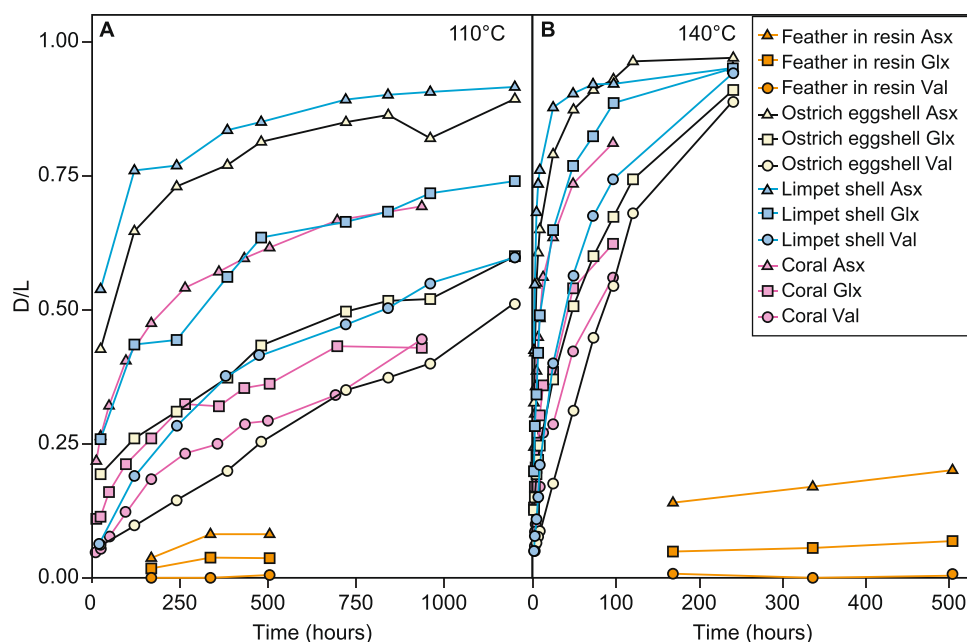 A
110°C
B
140°C
1.00
0.75
0.50
0.25
0.00
D/L
0 250 500 750 1000
Time (hours)
0 100 200 300 400 500
Time (hours)
Feather in resin Asx
Feather in resin Glx
Feather in resin Val
Ostrich eggshell Asx
Ostrich eggshell Glx
Ostrich eggshell Val
Limpet shell Asx
Limpet shell Glx
Limpet shell Val
Coral Asx
Coral Glx
Coral Val